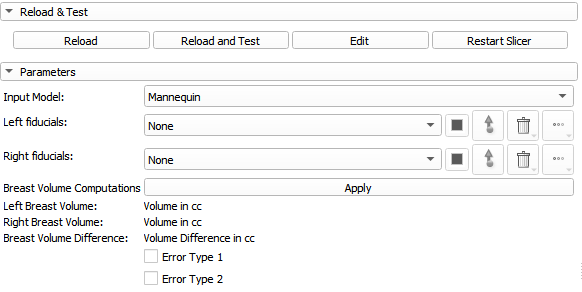 Reload & Test
Reload Reload and Test Edit Restart Slicer
Parameters
Input Model: Mannequin
Left fiducials: None
Right fiducials: None
Breast Volume Computations Apply
Left Breast Volume: Volume in cc
Right Breast Volume: Volume in cc
Breast Volume Difference: Volume Difference in cc
Error Type 1
Error Type 2